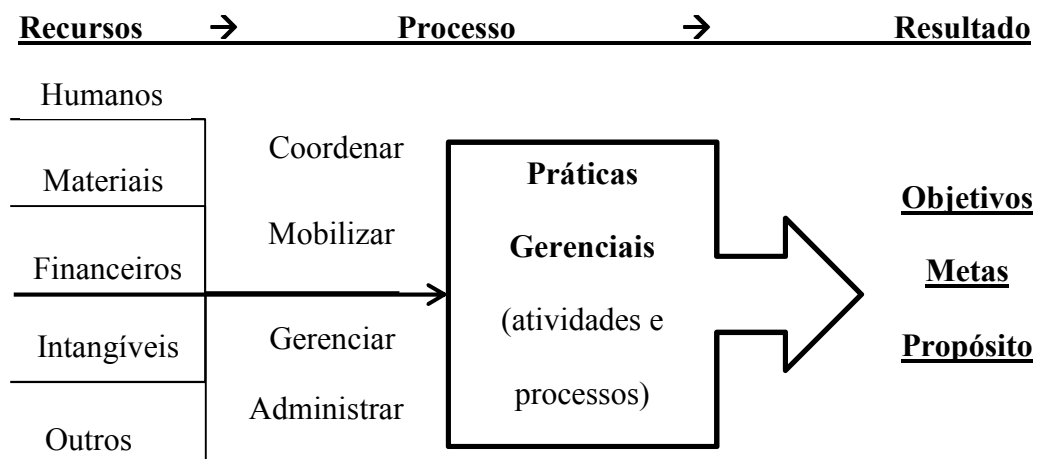 Recursos → Processo → Resultado
Humanos
Materiais
Financeiros
Intangíveis
Outros
Coordenar
Mobilizar
Gerenciar
Administrar
Práticas
Gerenciais
(atividades e
processos)
Objetivos
Metas
Propósito